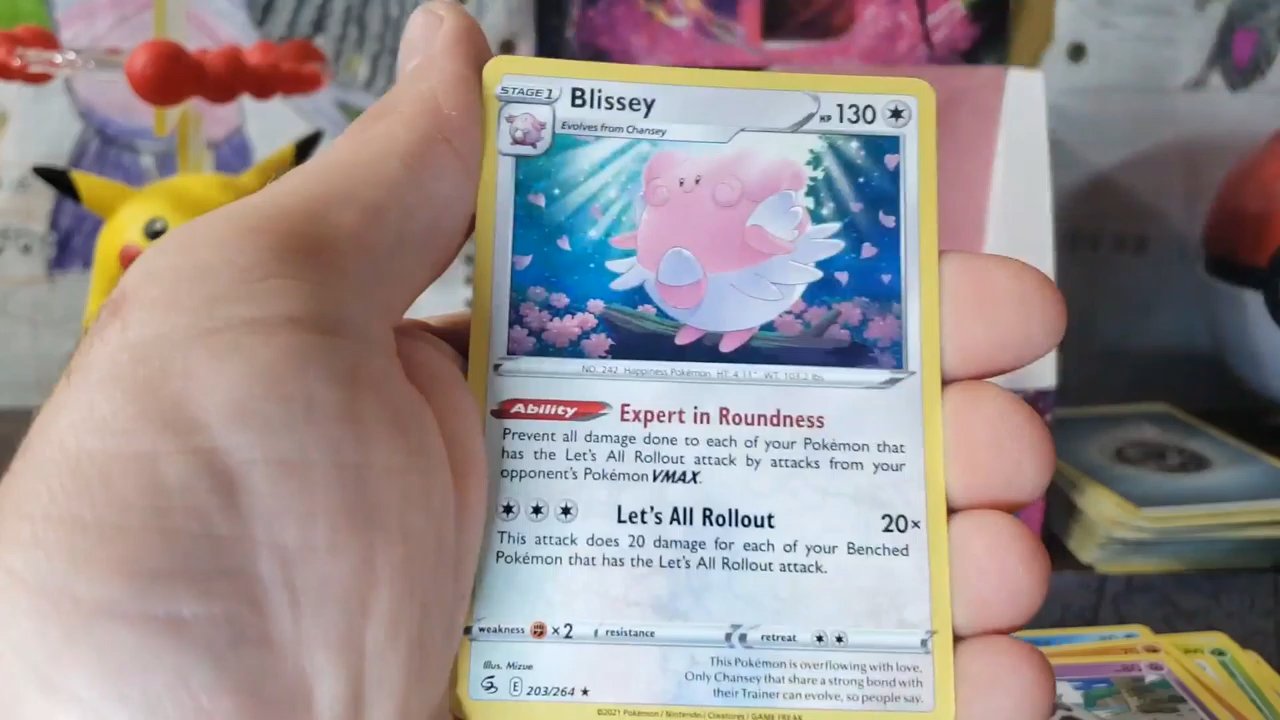 STAGE 1
Blissey
HP 130
Evolves from Chansey
NO. 242 Happiness Pokémon HT: 4'11" WT: 103.2 lbs
Ability Expert in Roundness
Prevent all damage done to each of your Pokémon that
has the Let's All Rollout attack by attacks from your
opponent's Pokémon VMAX.
Let's All Rollout 20×
This attack does 20 damage for each of your Benched
Pokémon that has the Let's All Rollout attack.
weakness ×2 resistance retreat
Illus. Mizue
E 203/264 ★
This Pokémon is overflowing with love.
Only Chansey that share a strong bond with
their Trainer can evolve, so people say.
©2021 Pokémon / Nintendo / Creatures / GAME FREAK